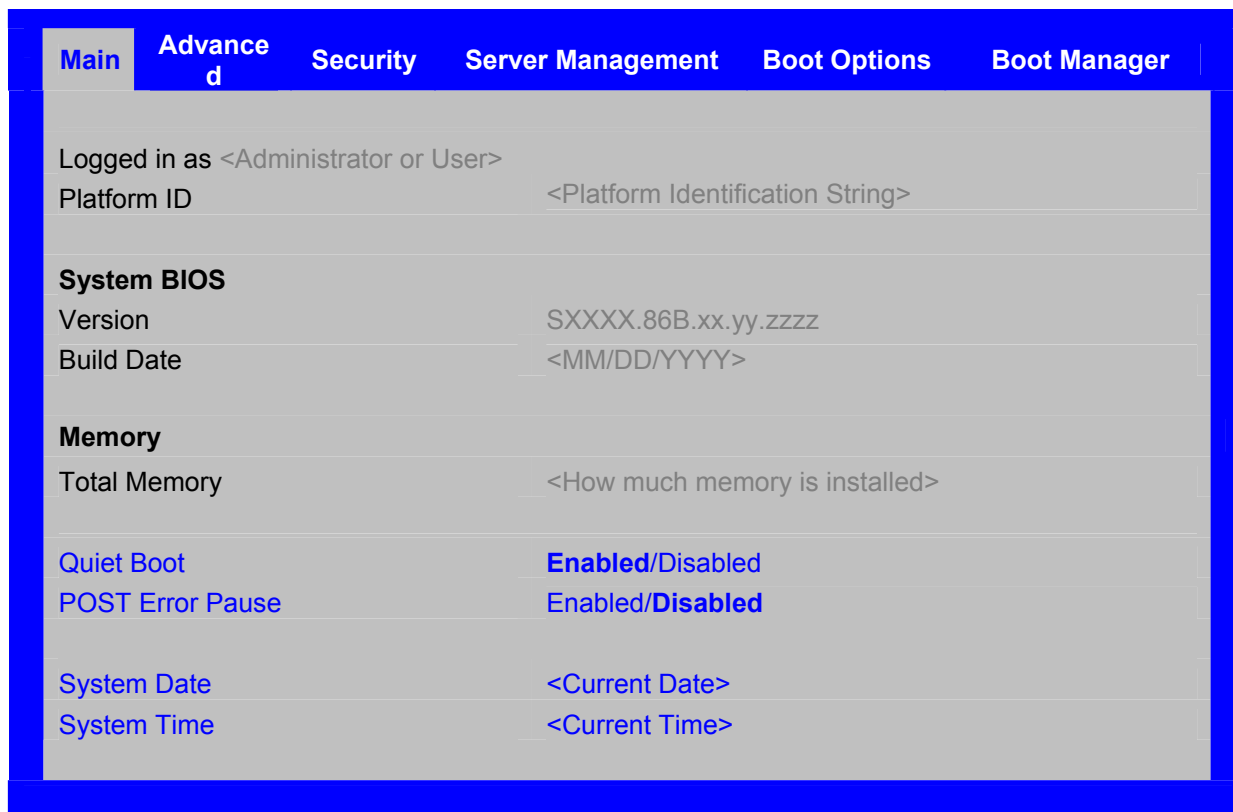 Main Advanced Security Server Management Boot Options Boot Manager
Logged in as <Administrator or User>
Platform ID <Platform Identification String>
System BIOS
Version SXXXX.86B.xx.yy.zzzz
Build Date <MM/DD/YYYY>
Memory
Total Memory <How much memory is installed>
Quiet Boot Enabled/Disabled
POST Error Pause Enabled/Disabled
System Date <Current Date>
System Time <Current Time>